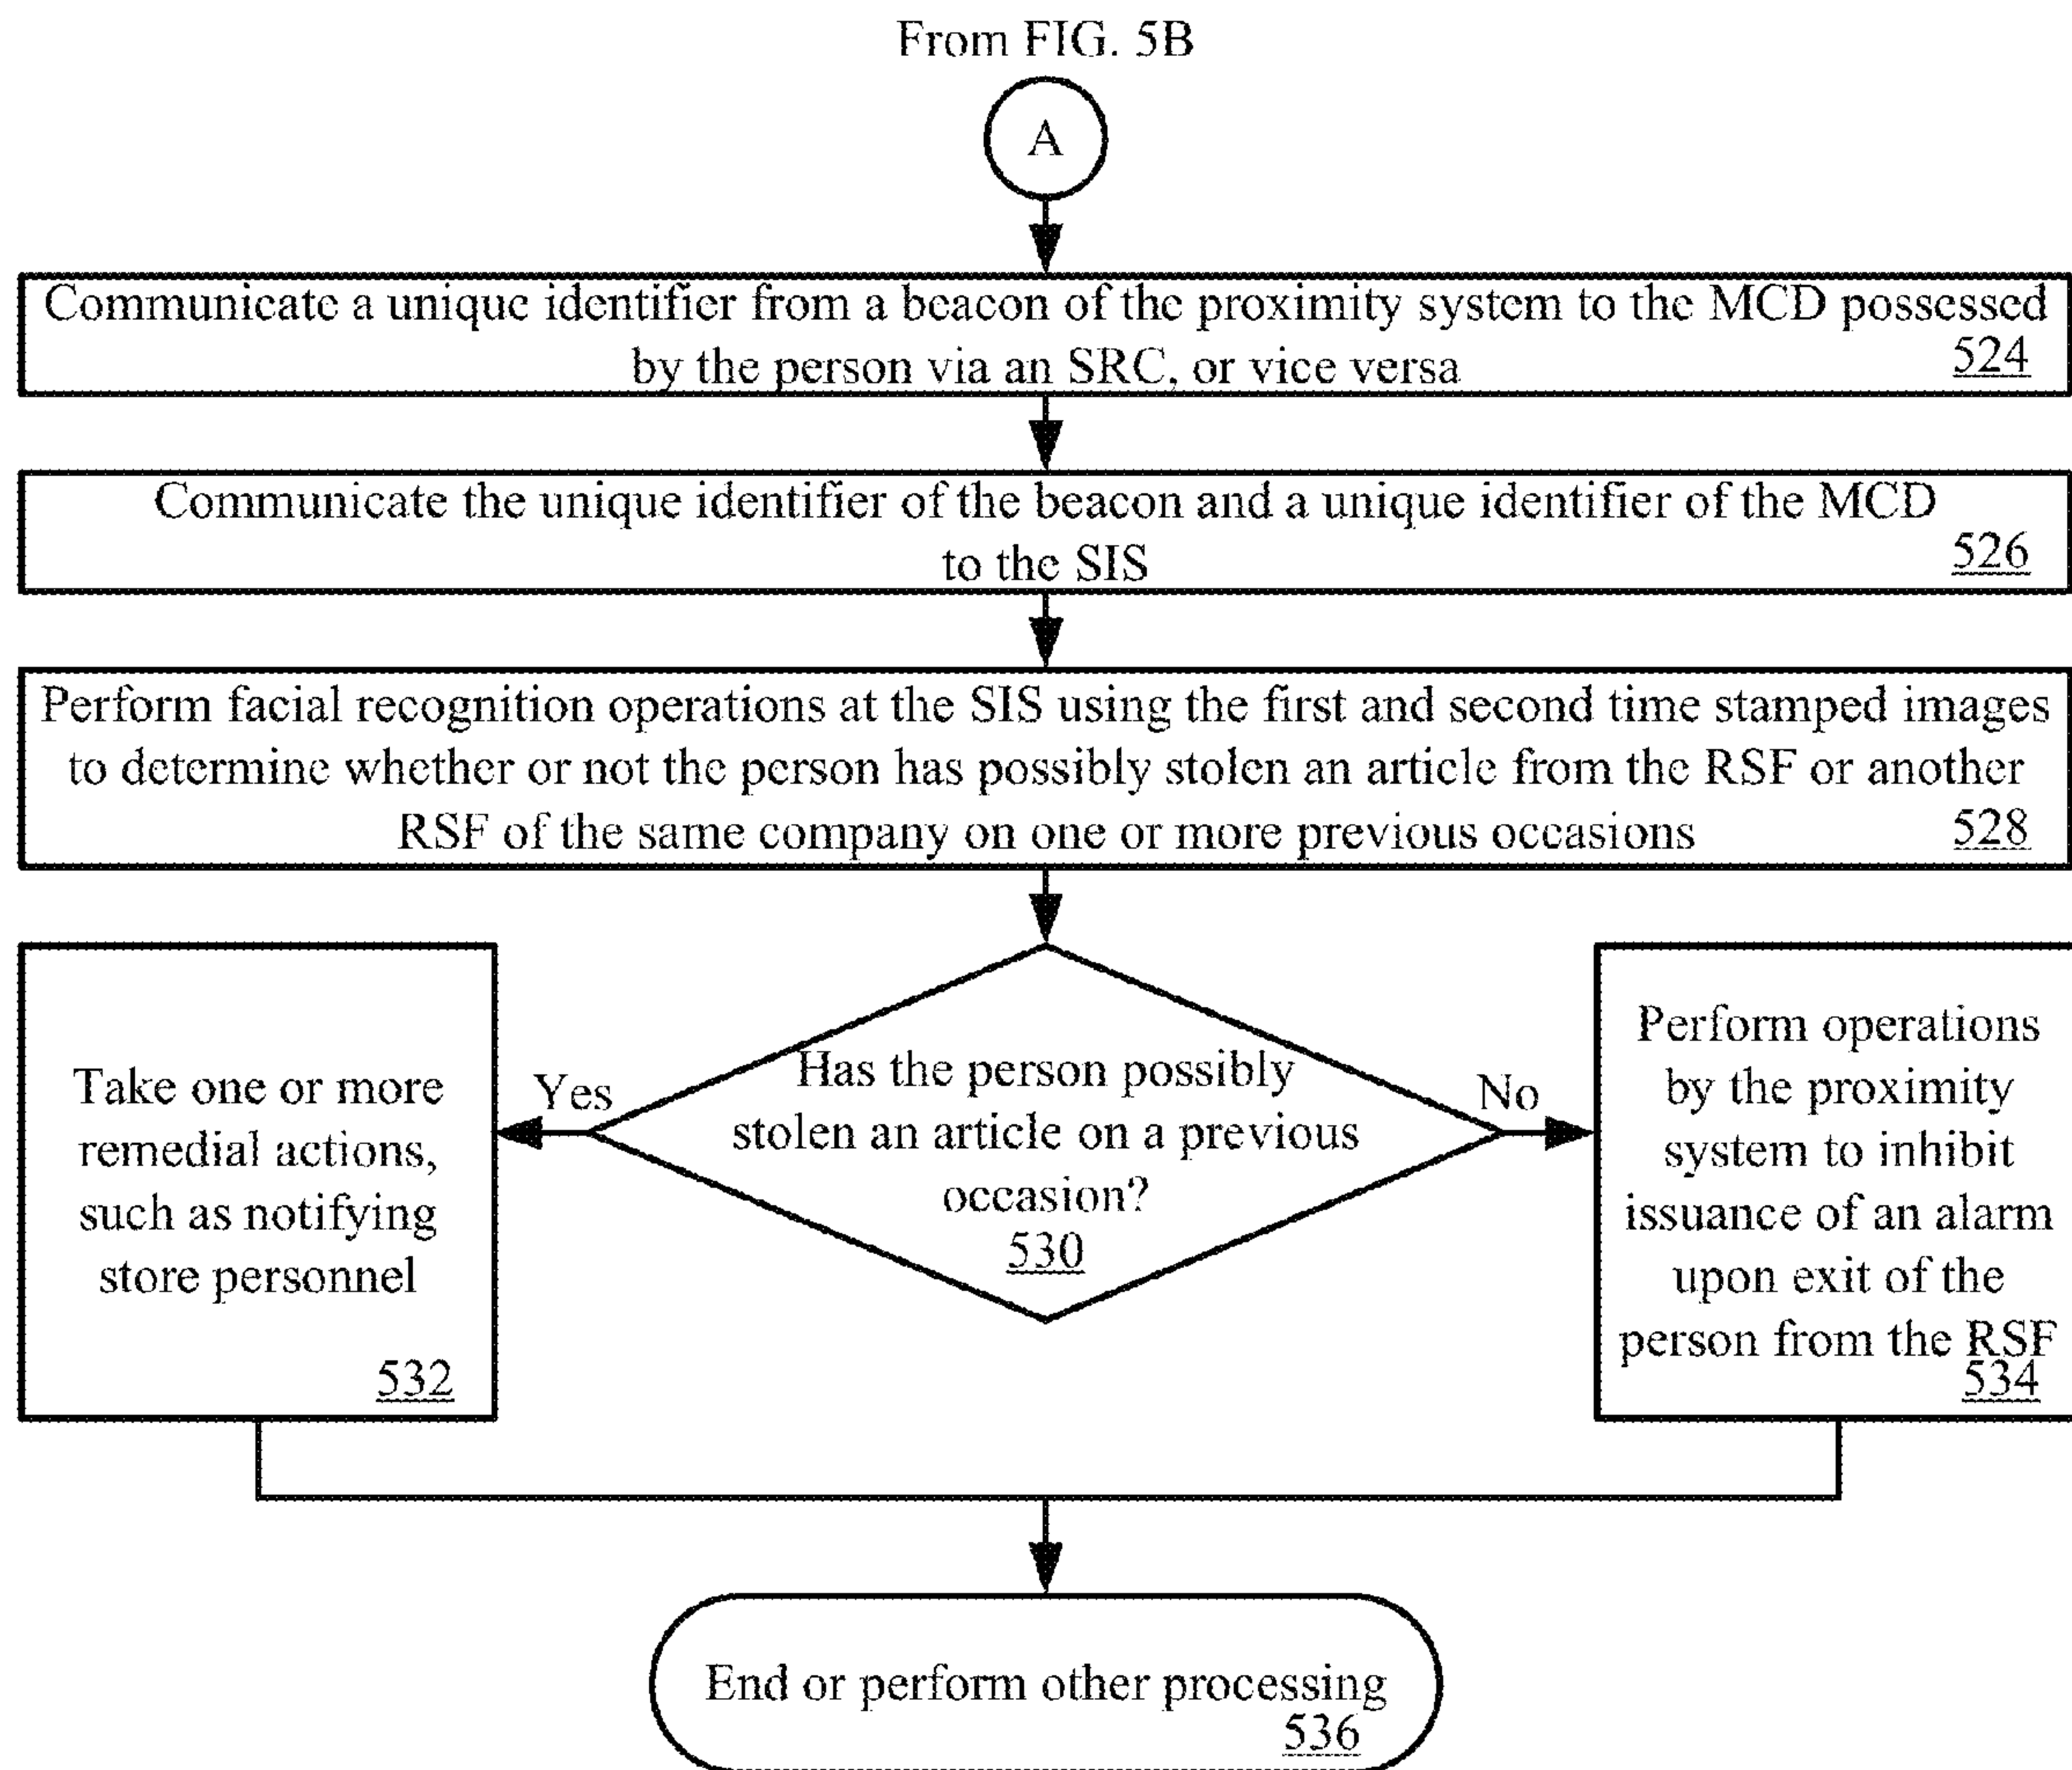 From FIG. 5B
A
Communicate a unique identifier from a beacon of the proximity system to the MCD possessed
by the person via an SRC, or vice versa
524
Communicate the unique identifier of the beacon and a unique identifier of the MCD
to the SIS
526
Perform facial recognition operations at the SIS using the first and second time stamped images
to determine whether or not the person has possibly stolen an article from the RSF or another
RSF of the same company on one or more previous occasions
528
Has the person possibly
stolen an article on a previous
occasion?
530
Yes
Take one or more
remedial actions,
such as notifying
store personnel
532
No
Perform operations
by the proximity
system to inhibit
issuance of an alarm
upon exit of the
person from the RSF
534
End or perform other processing
536